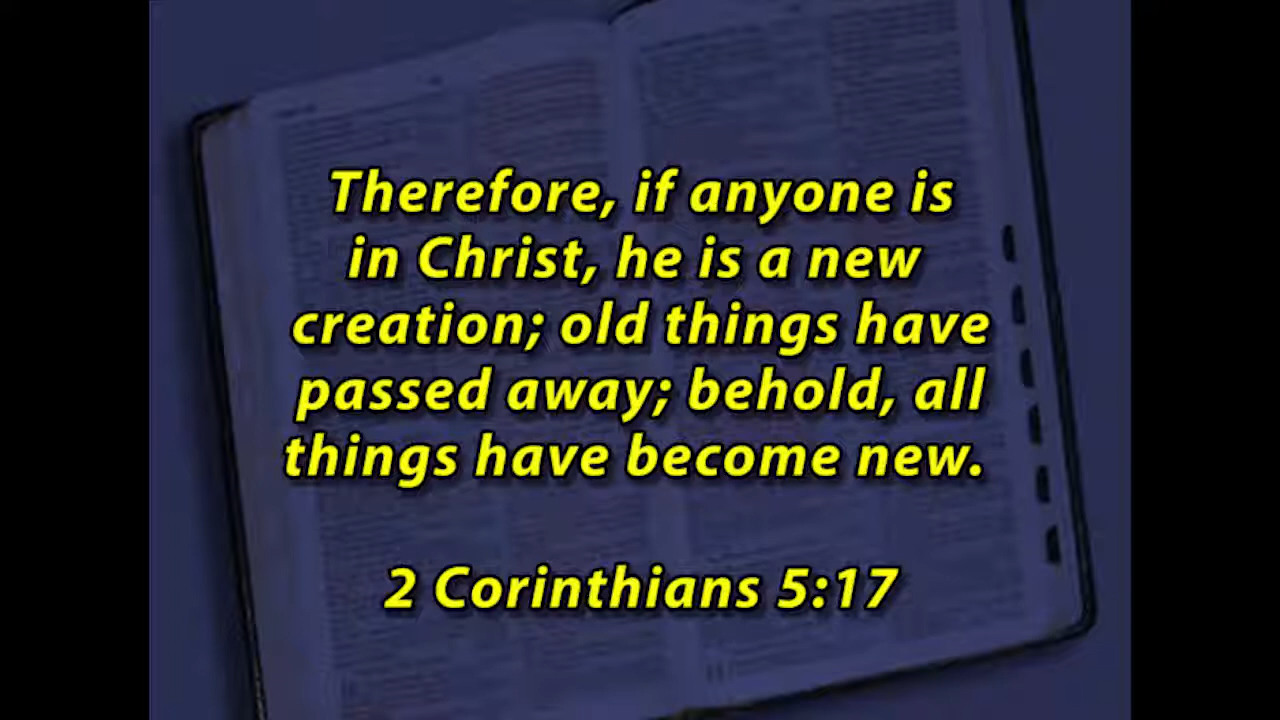 Therefore, if anyone is
in Christ, he is a new
creation; old things have
passed away; behold, all
things have become new.
2 Corinthians 5:17